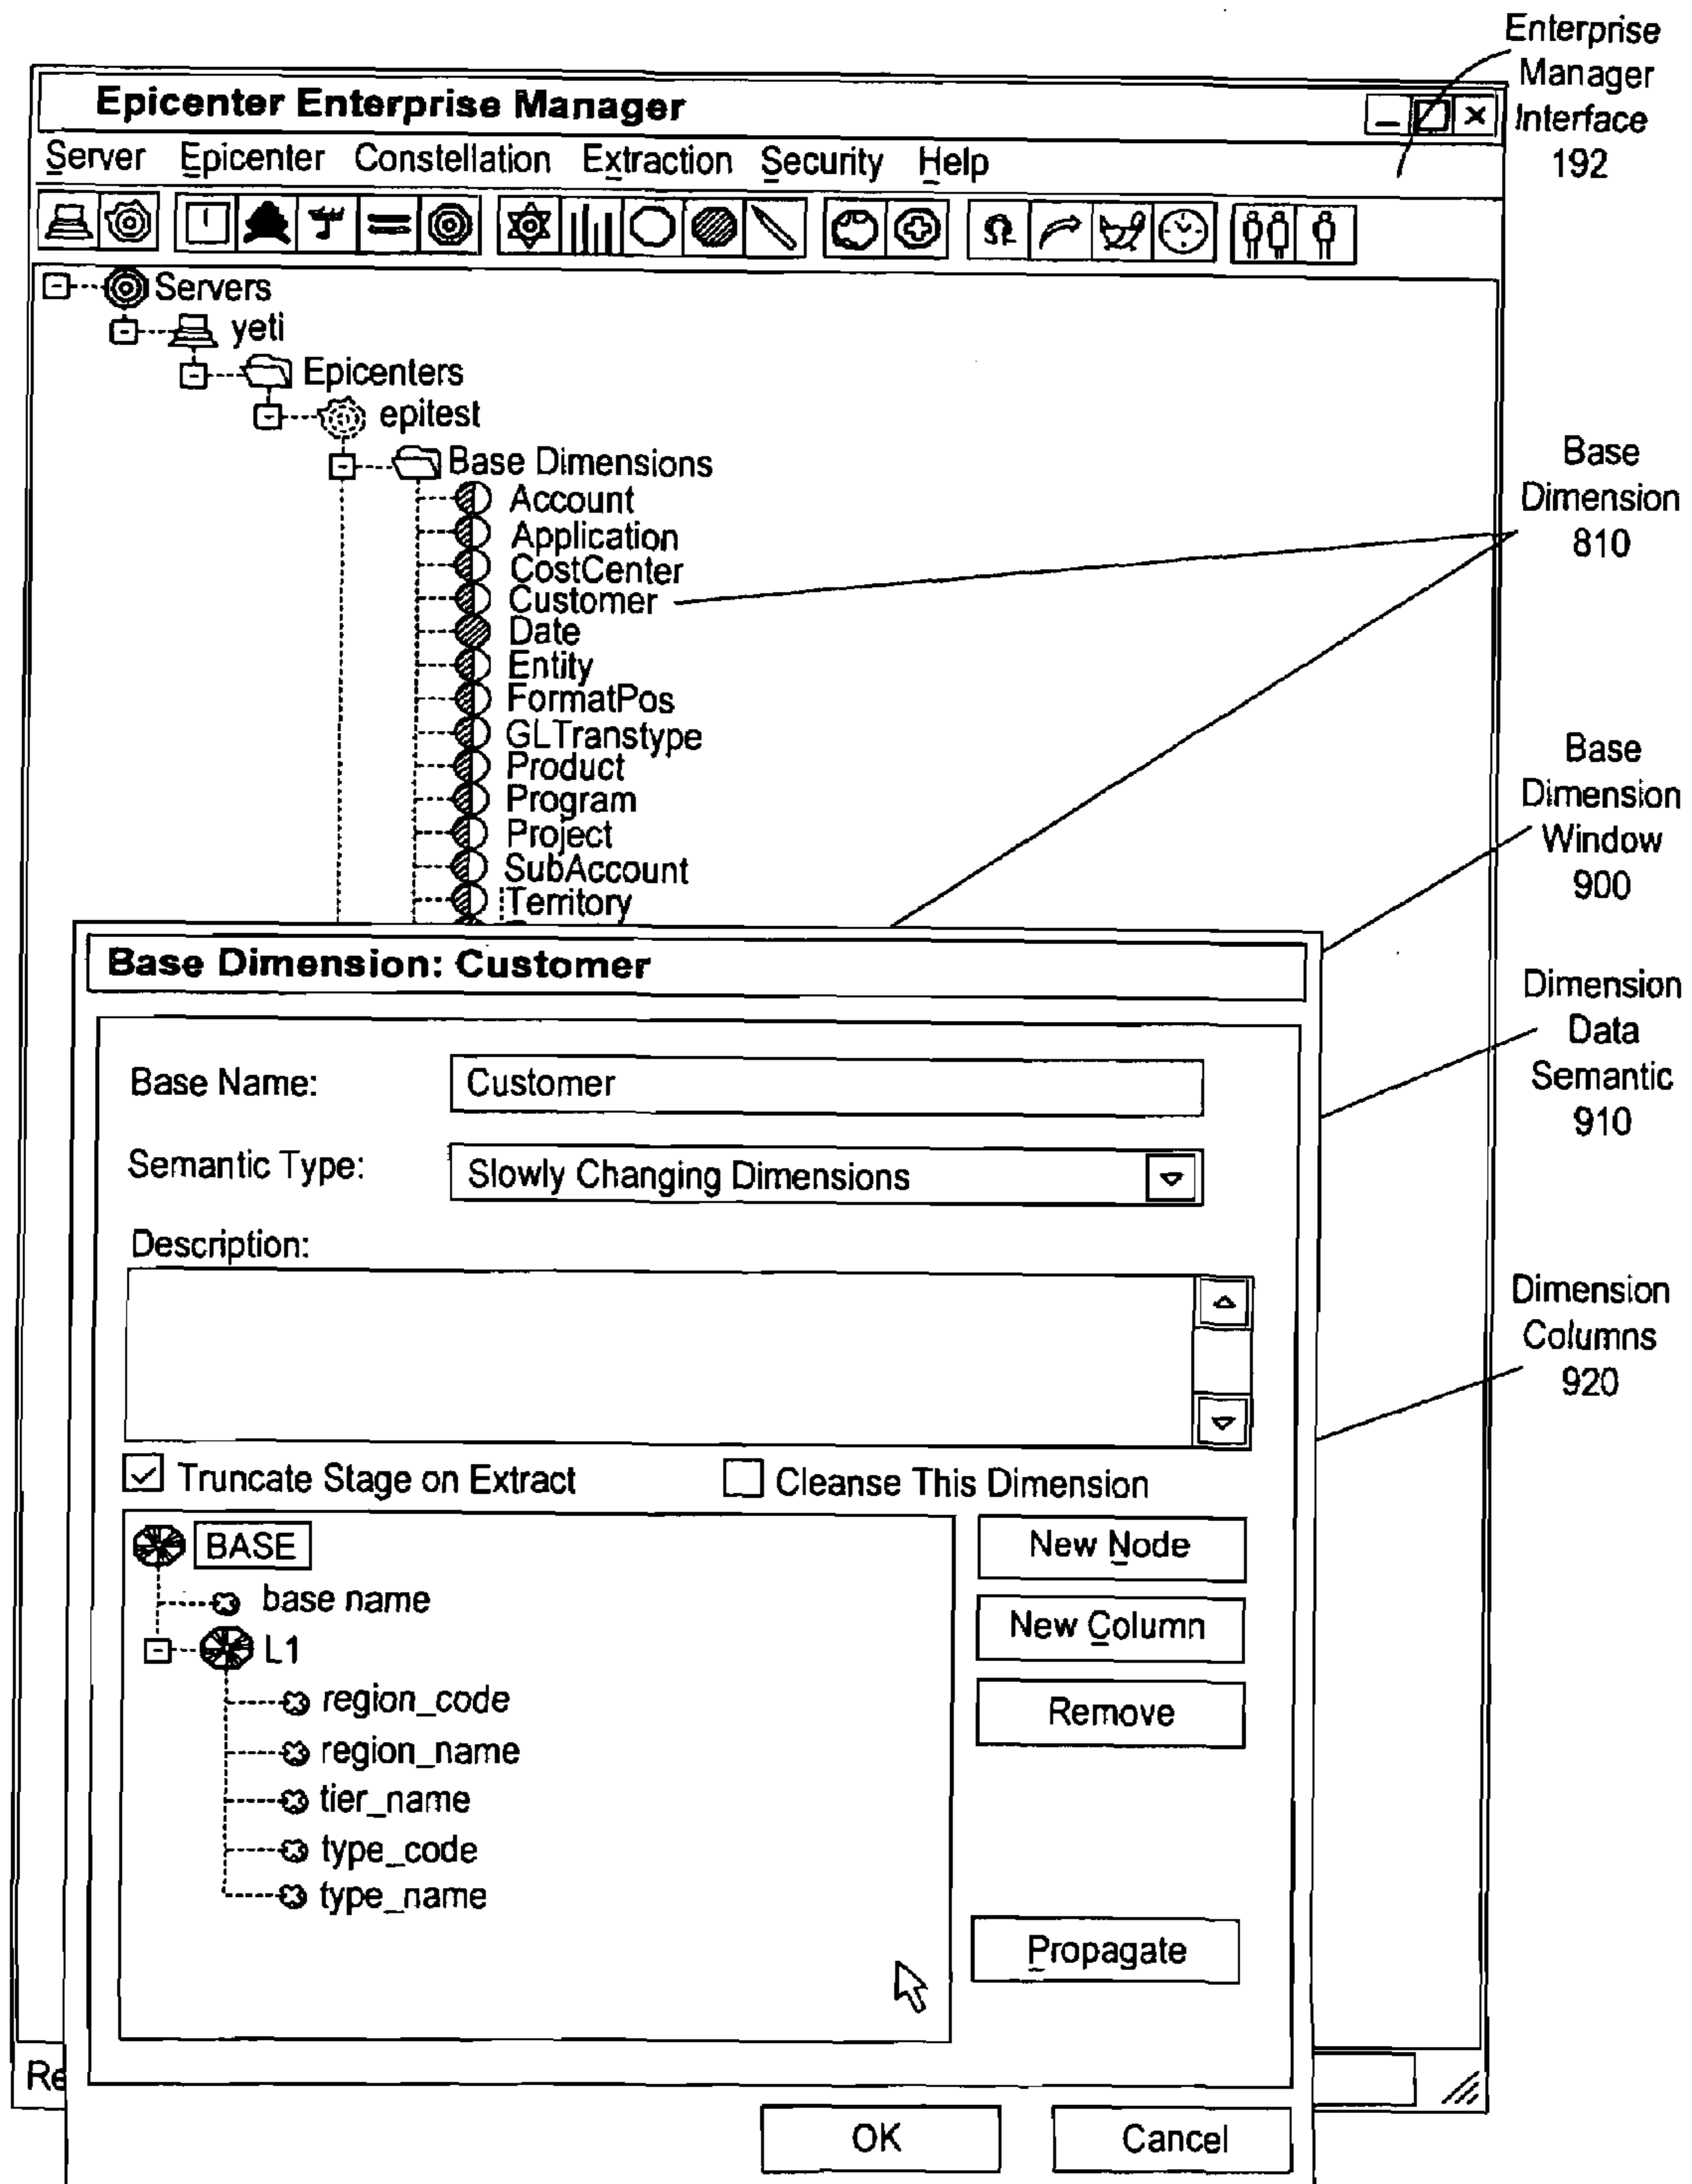 Enterprise
Manager
Interface
192
Epicenter Enterprise Manager
Server Epicenter Constellation Extraction Security Help
Servers
yeti
Epicenters
epitest
Base Dimensions
Account
Application
CostCenter
Customer
Date
Entity
FormatPos
GLTranstype
Product
Program
Project
SubAccount
Territory
Base
Dimension
810
Base
Dimension
Window
900
Dimension
Data
Semantic
910
Dimension
Columns
920
Base Dimension: Customer
Base Name: Customer
Semantic Type: Slowly Changing Dimensions
Description:
Truncate Stage on Extract Cleanse This Dimension
BASE
base name
L1
region_code
region_name
tier_name
type_code
type_name
New Node
New Column
Remove
Propagate
Re
OK Cancel